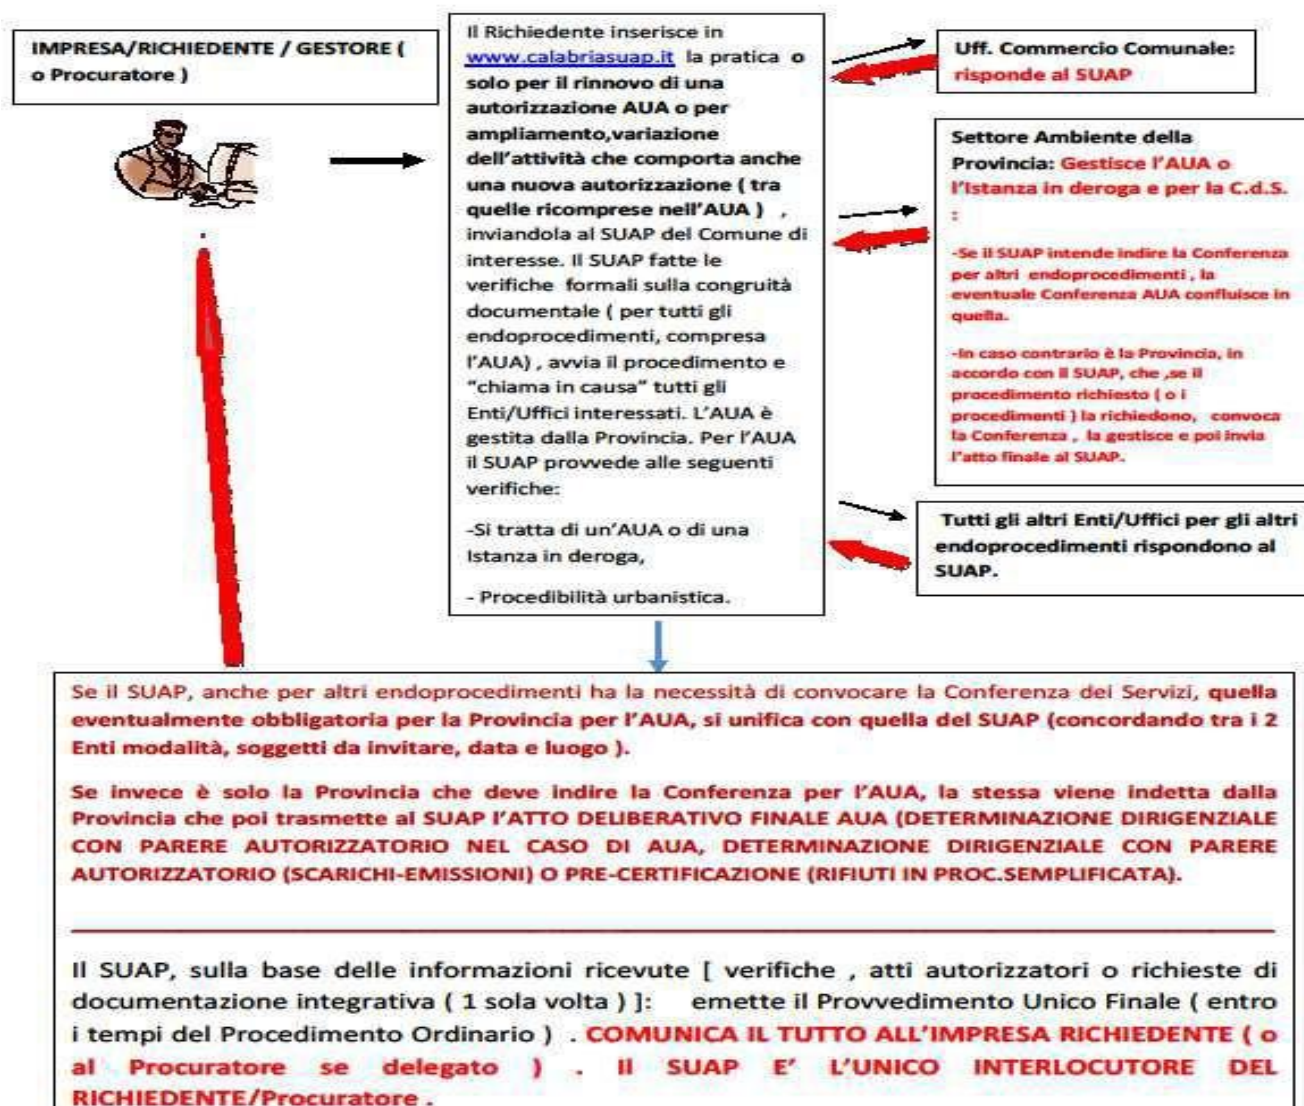 IMPRESA/RICHIEDENTE / GESTORE (
o Procuratore )
Il Richiedente inserisce in
www.calabriasuap.it la pratica o
solo per il rinnovo di una
autorizzazione AUA o per
ampliamento,variazione
dell'attività che comporta anche
una nuova autorizzazione ( tra
quelle ricomprese nell'AUA ) ,
inviandola al SUAP del Comune di
interesse. Il SUAP fatte le
verifiche formali sulla congruità
documentale ( per tutti gli
endoprocedimenti, compresa
l'AUA) , avvia il procedimento e
“chiama in causa” tutti gli
Enti/Uffici interessati. L'AUA è
gestita dalla Provincia. Per l'AUA
il SUAP provvede alle seguenti
verifiche:
-Si tratta di un'AUA o di una
Istanza in deroga,
- Procedibilità urbanistica.
Uff. Commercio Comunale:
risponde al SUAP
Settore Ambiente della
Provincia: Gestisce l'AUA o
l'Istanza in deroga e per la C.d.S.
:
-Se il SUAP intende indire la Conferenza
per altri endoprocedimenti , la
eventuale Conferenza AUA confluisce in
quella.
-In caso contrario è la Provincia, in
accordo con il SUAP, che ,se il
procedimento richiesto ( o i
procedimenti ) la richiedono, convoca
la Conferenza , la gestisce e poi invia
l'atto finale al SUAP.
Tutti gli altri Enti/Uffici per gli altri
endoprocedimenti rispondono al
SUAP.
Se il SUAP, anche per altri endoprocedimenti ha la necessità di convocare la Conferenza dei Servizi, quella
eventualmente obbligatoria per la Provincia per l'AUA, si unifica con quella del SUAP (concordando tra i 2
Enti modalità, soggetti da invitare, data e luogo ).
Se invece è solo la Provincia che deve indire la Conferenza per l'AUA, la stessa viene indetta dalla
Provincia che poi trasmette al SUAP l'ATTO DELIBERATIVO FINALE AUA (DETERMINAZIONE DIRIGENZIALE
CON PARERE AUTORIZZATORIO NEL CASO DI AUA, DETERMINAZIONE DIRIGENZIALE CON PARERE
AUTORIZZATORIO (SCARICHI-EMISSIONI) O PRE-CERTIFICAZIONE (RIFIUTI IN PROC.SEMPLIFICATA).
Il SUAP, sulla base delle informazioni ricevute [ verifiche , atti autorizzatori o richieste di
documentazione integrativa ( 1 sola volta ) ]: emette il Provvedimento Unico Finale ( entro
i tempi del Procedimento Ordinario ) . COMUNICA IL TUTTO ALL'IMPRESA RICHIEDENTE ( o
al Procuratore se delegato ) . Il SUAP E' L'UNICO INTERLOCUTORE DEL
RICHIEDENTE/Procuratore .